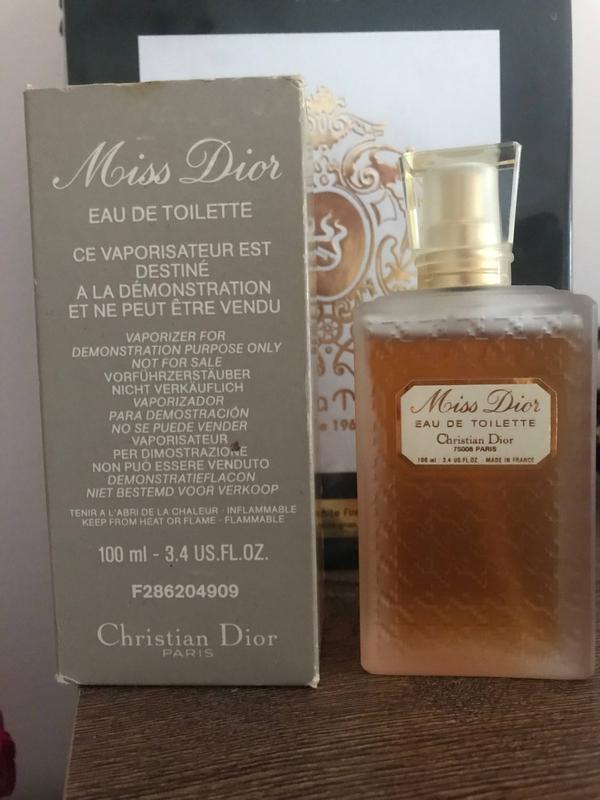 Miss Dior
EAU DE TOILETTE
CE VAPORISATEUR EST
DESTINÉ
A LA DÉMONSTRATION
ET NE PEUT ÊTRE VENDU
VAPORIZER FOR
DEMONSTRATION PURPOSE ONLY
NOT FOR SALE
VORFÜHRZERSTÄUBER
NICHT VERKÄUFLICH
VAPORIZADOR
PARA DEMOSTRACIÓN
NO SE PUEDE VENDER
VAPORISATEUR
PER DIMOSTRAZIONE
NON PUÓ ESSERE VENDUTO
DEMONSTRATIEFLACON
NIET BESTEMD VOOR VERKOOP
TENIR A L'ABRI DE LA CHALEUR · INFLAMMABLE
KEEP FROM HEAT OR FLAME · FLAMMABLE
100 ml - 3.4 US.FL.OZ.
F286204909
Christian Dior
PARIS
Miss Dior
EAU DE TOILETTE
Christian Dior
75008 PARIS
100 ml · 3.4 US.FL.OZ. · MADE IN FRANCE